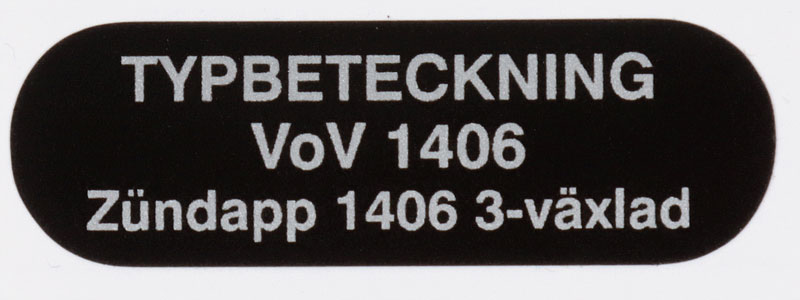 TYPBETECKNING
VoV 1406
Zündapp 1406 3-växlad